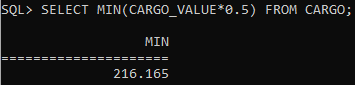 SQL> SELECT MIN(CARGO_VALUE*0.5) FROM CARGO;
MIN
=====================
216.165